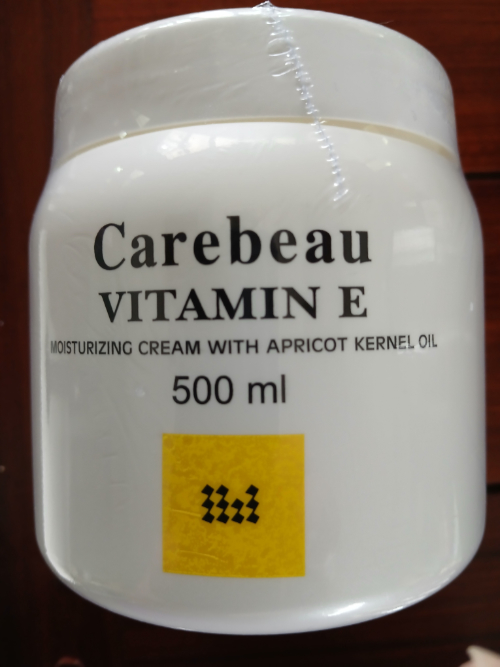 Carebeau
VITAMIN E
MOISTURIZING CREAM WITH APRICOT KERNEL OIL
500 ml